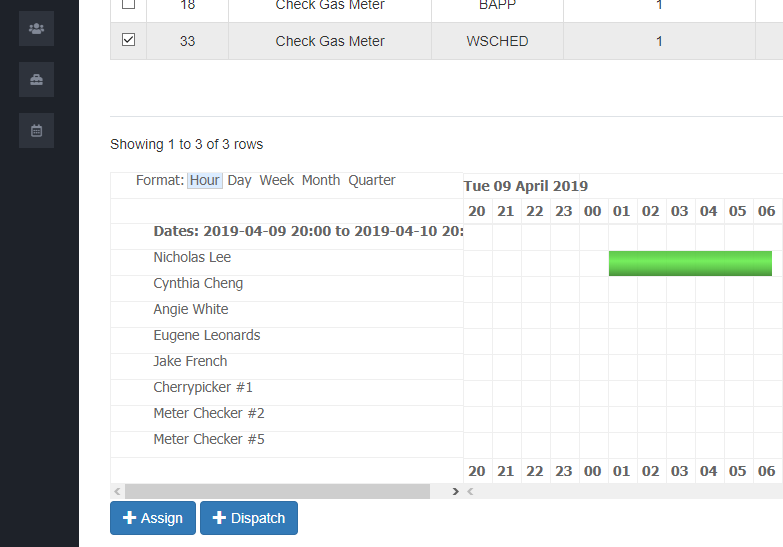 18 Check Gas Meter BAPP 1
33 Check Gas Meter WSCHED 1
Showing 1 to 3 of 3 rows
Format: Hour Day Week Month Quarter
Tue 09 April 2019
20 21 22 23 00 01 02 03 04 05 06
Dates: 2019-04-09 20:00 to 2019-04-10 20:
Nicholas Lee
Cynthia Cheng
Angie White
Eugene Leonards
Jake French
Cherrypicker #1
Meter Checker #2
Meter Checker #5
20 21 22 23 00 01 02 03 04 05 06
Assign Dispatch